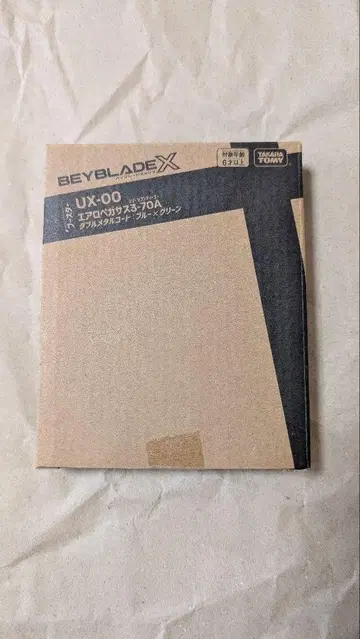 BEYBLADE X
対象年齢
6才以上
TAKARA
TOMY
UX-00
エアロペガサス3-70A
ダブルメタルコート:ブルー×グリーン